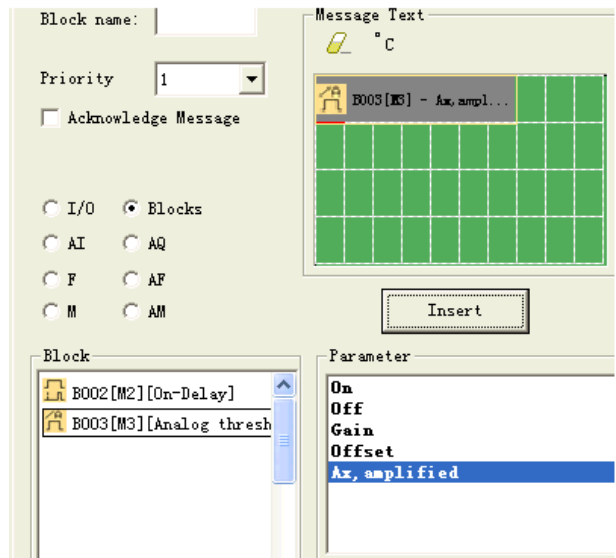 Block name:
Message Text
°C
Priority
1
B003[M3] - Ax,ampl...
Acknowledge Message
I/O
Blocks
AI
AQ
F
AF
M
AM
Insert
Block
B002[M2][On-Delay]
B003[M3][Analog thresh
Parameter
On
Off
Gain
Offset
Ax,amplified